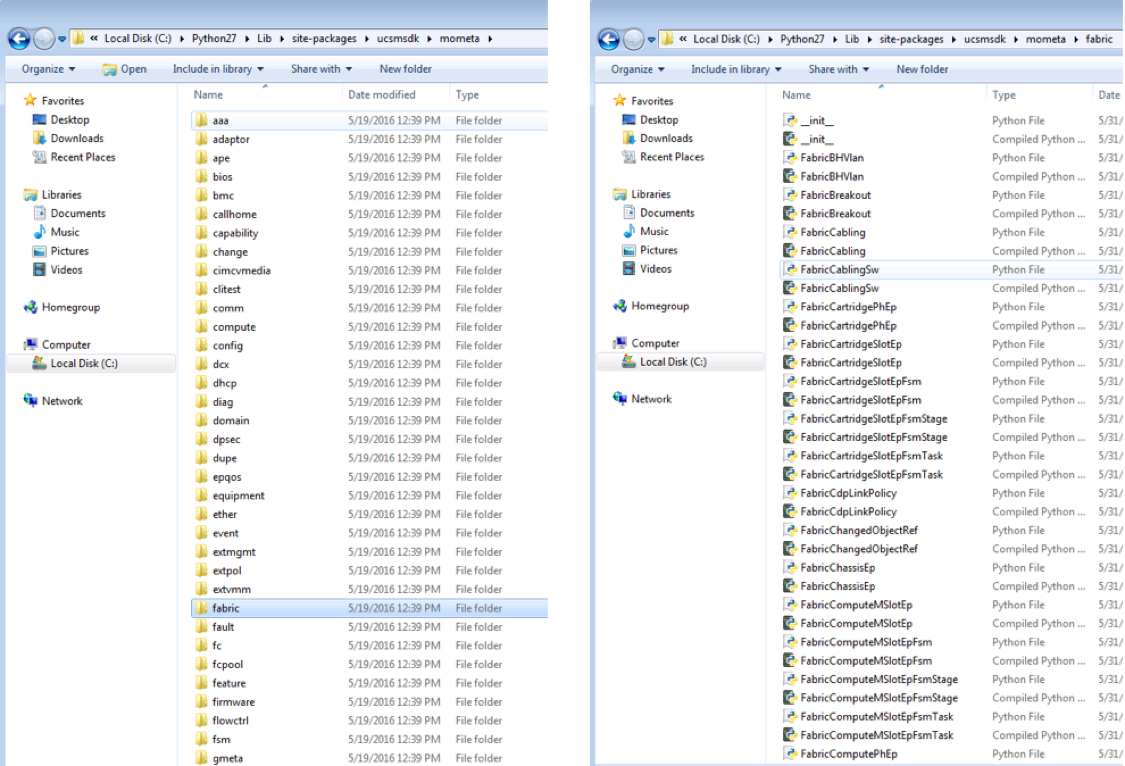 « Local Disk (C:) ▸ Python27 ▸ Lib ▸ site-packages ▸ ucsmsdk ▸ mometa ▸
Organize ▾ Open Include in library ▾ Share with ▾ New folder
Favorites
Desktop
Downloads
Recent Places
Libraries
Documents
Music
Pictures
Videos
Homegroup
Computer
Local Disk (C:)
Network
Name Date modified Type
aaa 5/19/2016 12:39 PM File folder
adaptor 5/19/2016 12:39 PM File folder
ape 5/19/2016 12:39 PM File folder
bios 5/19/2016 12:39 PM File folder
bmc 5/19/2016 12:39 PM File folder
callhome 5/19/2016 12:39 PM File folder
capability 5/19/2016 12:39 PM File folder
change 5/19/2016 12:39 PM File folder
cimcvmedia 5/19/2016 12:39 PM File folder
clitest 5/19/2016 12:39 PM File folder
comm 5/19/2016 12:39 PM File folder
compute 5/19/2016 12:39 PM File folder
config 5/19/2016 12:39 PM File folder
dcx 5/19/2016 12:39 PM File folder
dhcp 5/19/2016 12:39 PM File folder
diag 5/19/2016 12:39 PM File folder
domain 5/19/2016 12:39 PM File folder
dpsec 5/19/2016 12:39 PM File folder
dupe 5/19/2016 12:39 PM File folder
epqos 5/19/2016 12:39 PM File folder
equipment 5/19/2016 12:39 PM File folder
ether 5/19/2016 12:39 PM File folder
event 5/19/2016 12:39 PM File folder
extmgmt 5/19/2016 12:39 PM File folder
extpol 5/19/2016 12:39 PM File folder
extvmm 5/19/2016 12:39 PM File folder
fabric 5/19/2016 12:39 PM File folder
fault 5/19/2016 12:39 PM File folder
fc 5/19/2016 12:39 PM File folder
fcpool 5/19/2016 12:39 PM File folder
feature 5/19/2016 12:39 PM File folder
firmware 5/19/2016 12:39 PM File folder
flowctrl 5/19/2016 12:39 PM File folder
fsm 5/19/2016 12:39 PM File folder
gmeta 5/19/2016 12:39 PM File folder
« Local Disk (C:) ▸ Python27 ▸ Lib ▸ site-packages ▸ ucsmsdk ▸ mometa ▸ fabric
Organize ▾ Include in library ▾ Share with ▾ New folder
Favorites
Desktop
Downloads
Recent Places
Libraries
Documents
Music
Pictures
Videos
Homegroup
Computer
Local Disk (C:)
Network
Name Type Date
__init__ Python File 5/31/
__init__ Compiled Python ... 5/31/
FabricBHVlan Python File 5/31/
FabricBHVlan Compiled Python ... 5/31/
FabricBreakout Python File 5/31/
FabricBreakout Compiled Python ... 5/31/
FabricCabling Python File 5/31/
FabricCabling Compiled Python ... 5/31/
FabricCablingSw Python File 5/31/
FabricCablingSw Compiled Python ... 5/31/
FabricCartridgePhEp Python File 5/31/
FabricCartridgePhEp Compiled Python ... 5/31/
FabricCartridgeSlotEp Python File 5/31/
FabricCartridgeSlotEp Compiled Python ... 5/31/
FabricCartridgeSlotEpFsm Python File 5/31/
FabricCartridgeSlotEpFsm Compiled Python ... 5/31/
FabricCartridgeSlotEpFsmStage Python File 5/31/
FabricCartridgeSlotEpFsmStage Compiled Python ... 5/31/
FabricCartridgeSlotEpFsmTask Python File 5/31/
FabricCartridgeSlotEpFsmTask Compiled Python ... 5/31/
FabricCdpLinkPolicy Python File 5/31/
FabricCdpLinkPolicy Compiled Python ... 5/31/
FabricChangedObjectRef Python File 5/31/
FabricChangedObjectRef Compiled Python ... 5/31/
FabricChassisEp Python File 5/31/
FabricChassisEp Compiled Python ... 5/31/
FabricComputeMSlotEp Python File 5/31/
FabricComputeMSlotEp Compiled Python ... 5/31/
FabricComputeMSlotEpFsm Python File 5/31/
FabricComputeMSlotEpFsm Compiled Python ... 5/31/
FabricComputeMSlotEpFsmStage Python File 5/31/
FabricComputeMSlotEpFsmStage Compiled Python ... 5/31/
FabricComputeMSlotEpFsmTask Python File 5/31/
FabricComputeMSlotEpFsmTask Compiled Python ... 5/31/
FabricComputePhEp Python File 5/31/